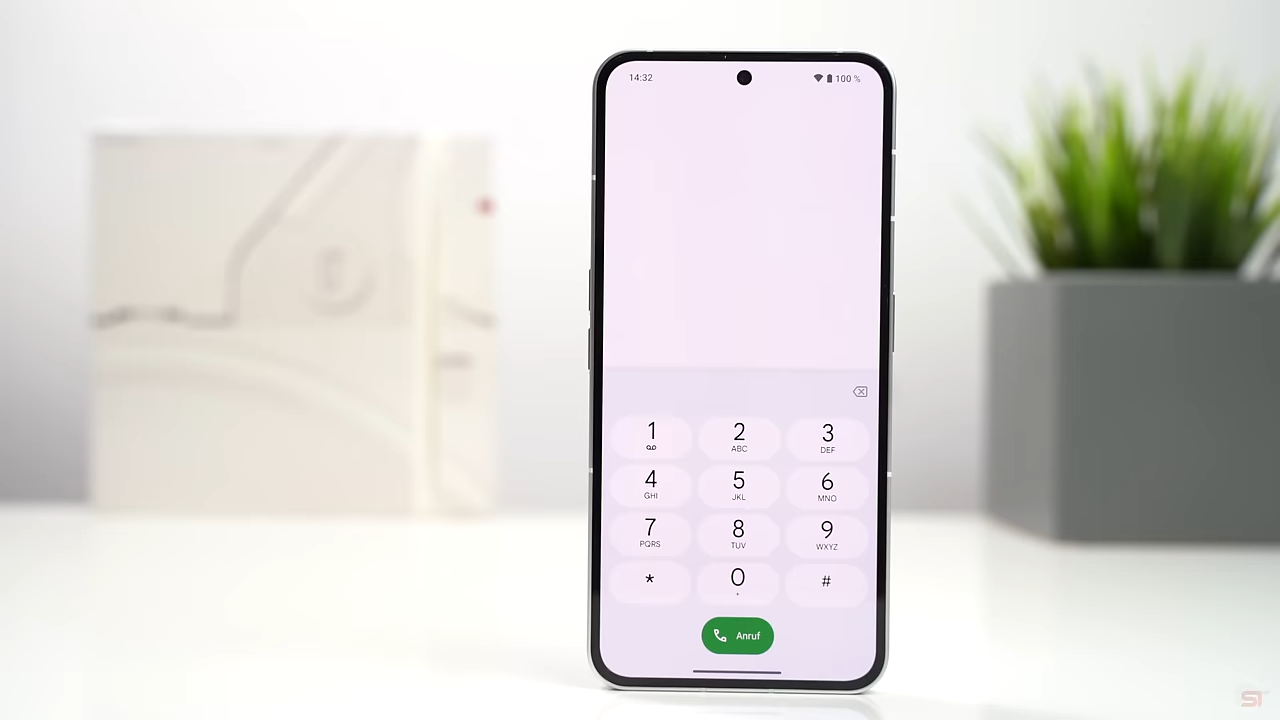 14:32
100 %
1 2 3
ABC DEF
4 5 6
GHI JKL MNO
7 8 9
PQRS TUV WXYZ
* 0 #
+
Anruf
ST